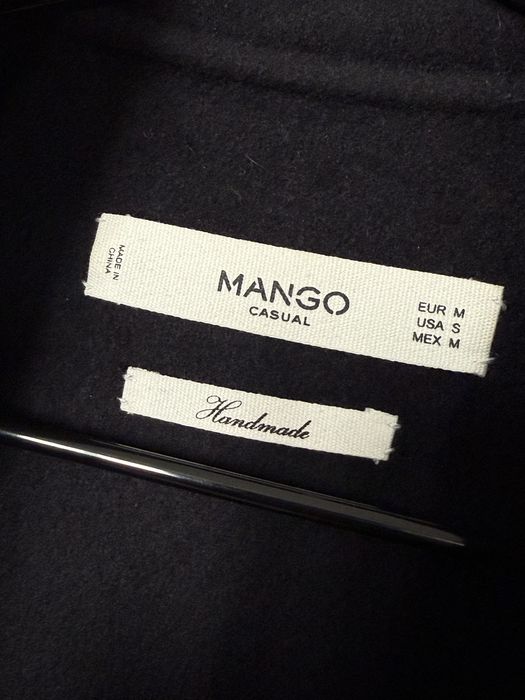 MADE IN
CHINA
MANGO
CASUAL
EUR M
USA S
MEX M
Handmade